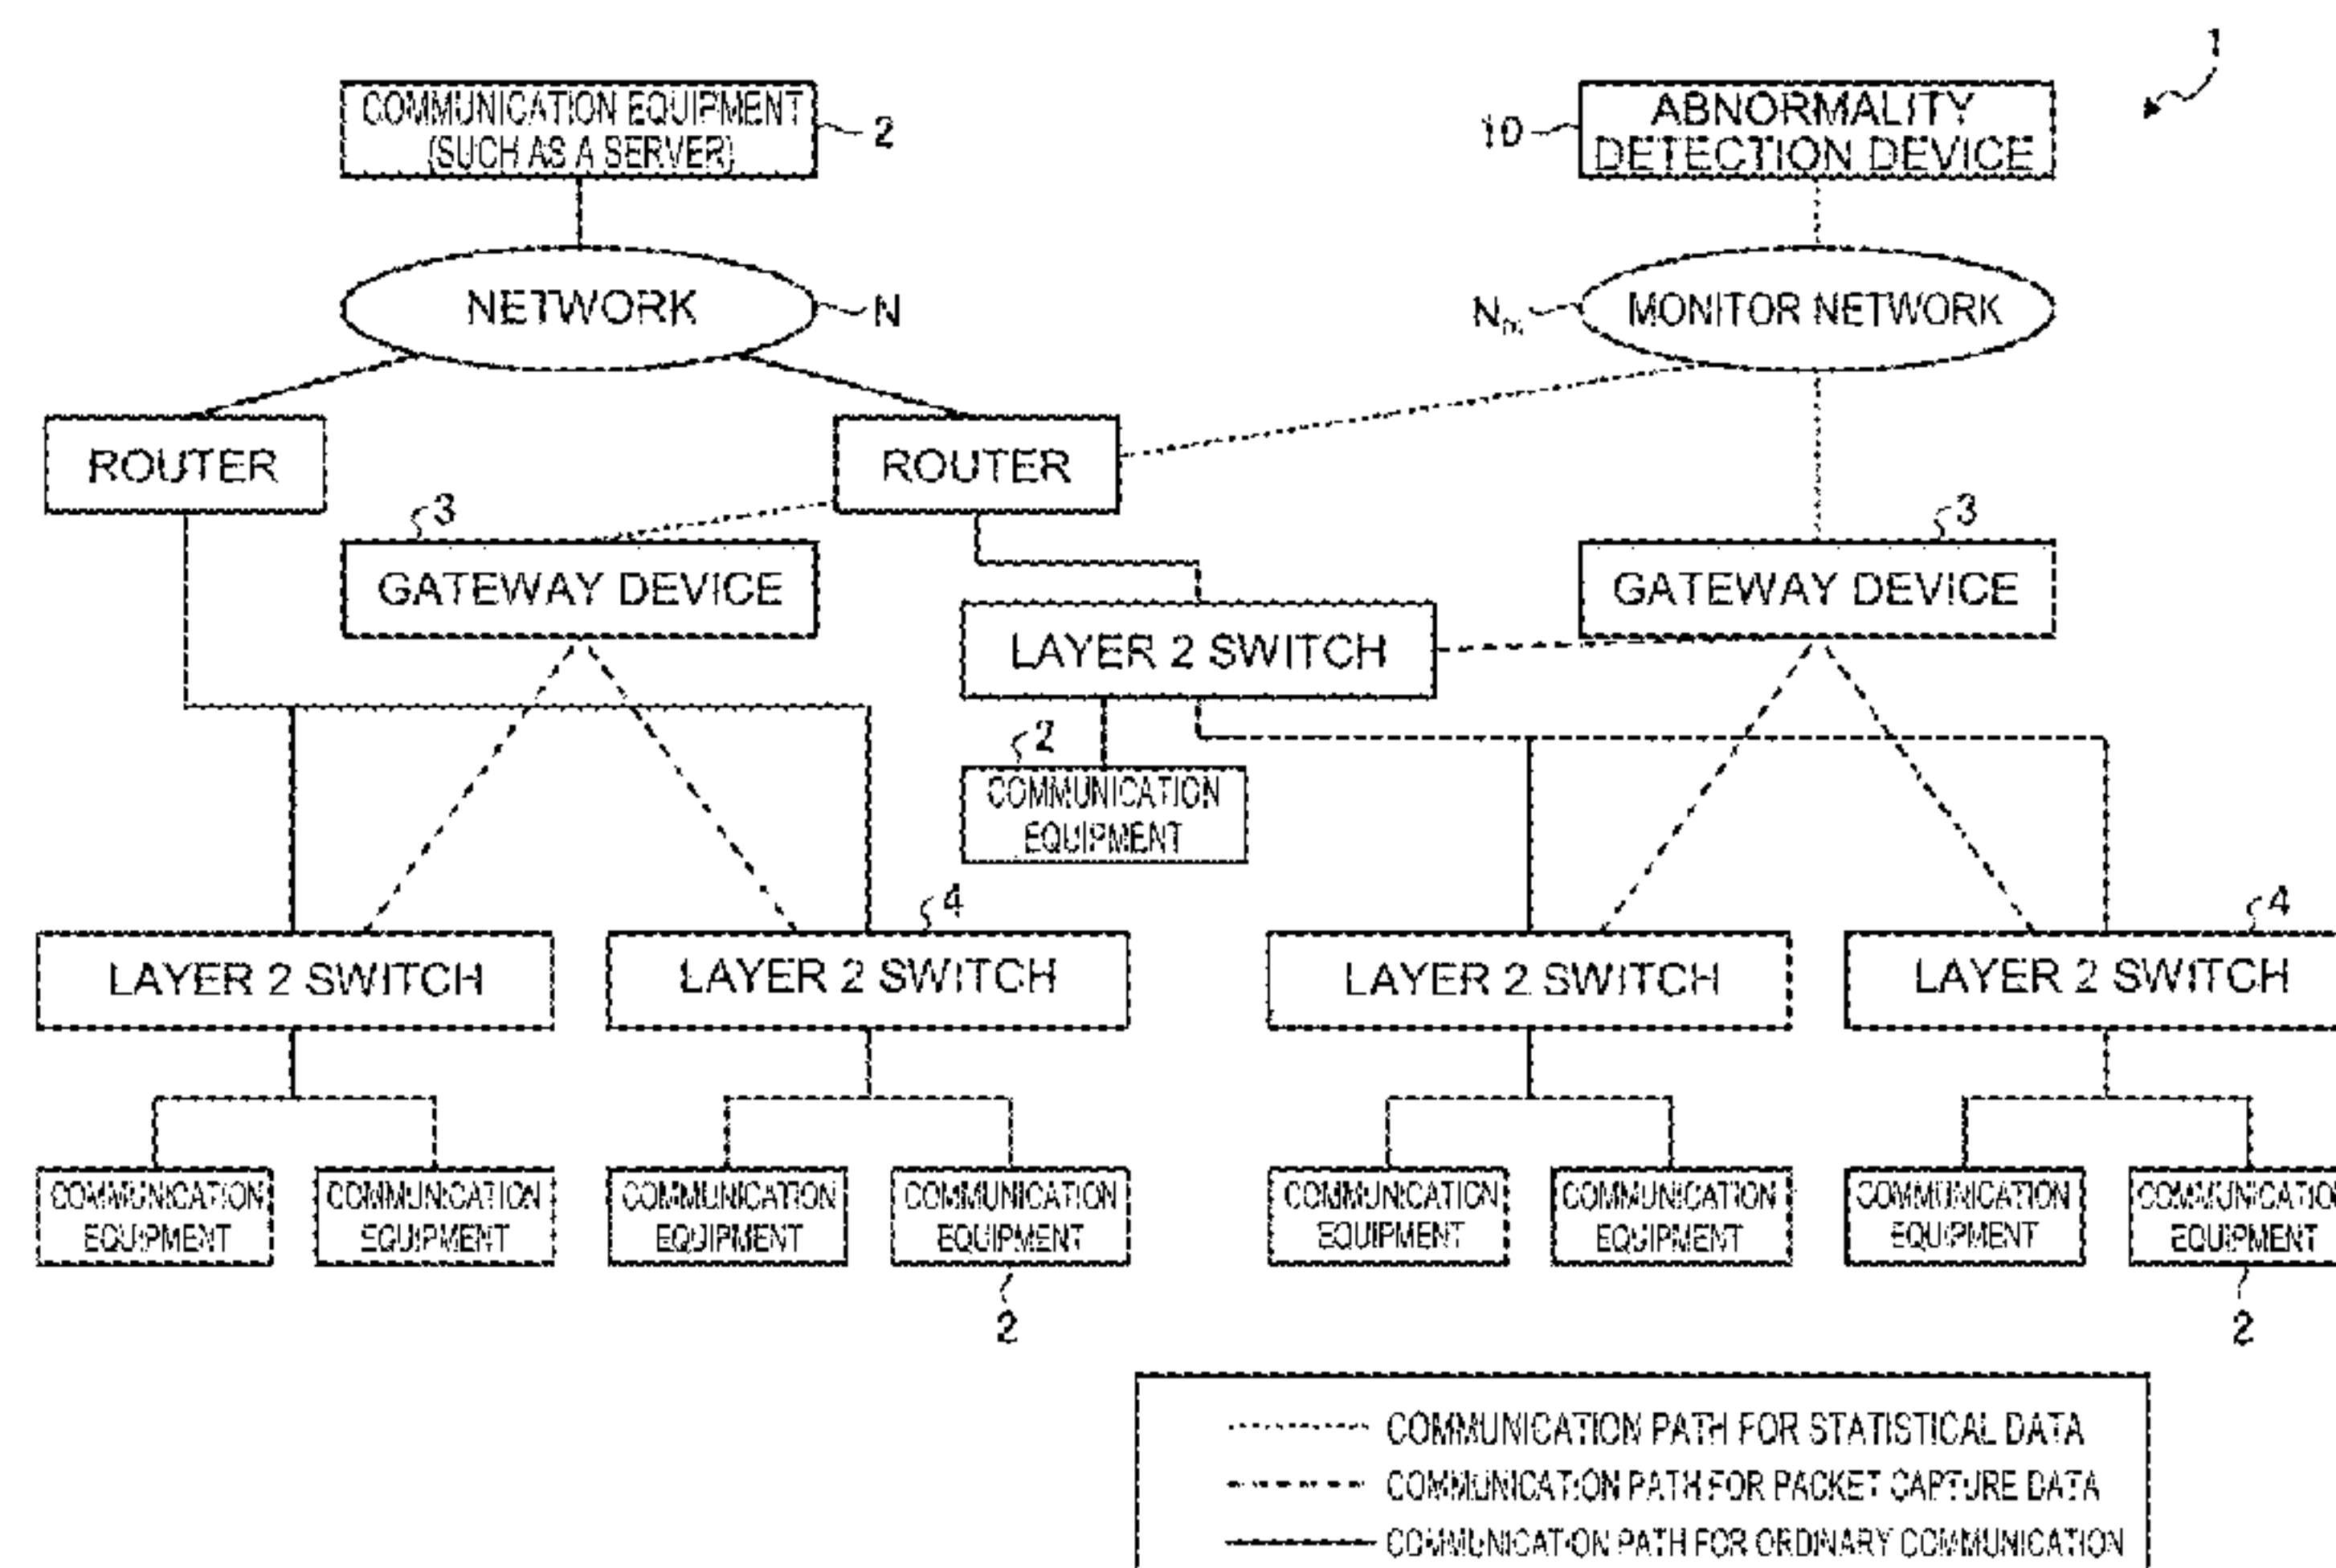 1
COMMUNICATION EQUIPMENT
(SUCH AS A SERVER)
2
10
ABNORMALITY
DETECTION DEVICE
NETWORK
N
Nm
MONITOR NETWORK
ROUTER
ROUTER
3
GATEWAY DEVICE
3
GATEWAY DEVICE
LAYER 2 SWITCH
2
COMMUNICATION
EQUIPMENT
LAYER 2 SWITCH
4
LAYER 2 SWITCH
LAYER 2 SWITCH
4
LAYER 2 SWITCH
COMMUNICATION
EQUIPMENT
COMMUNICATION
EQUIPMENT
COMMUNICATION
EQUIPMENT
COMMUNICATION
EQUIPMENT
2
COMMUNICATION
EQUIPMENT
COMMUNICATION
EQUIPMENT
COMMUNICATION
EQUIPMENT
COMMUNICATIO
EQUIPMENT
2
COMMUNICATION PATH FOR STATISTICAL DATA
COMMUNICATION PATH FOR PACKET CAPTURE DATA
COMMUNICATION PATH FOR ORDINARY COMMUNICATION